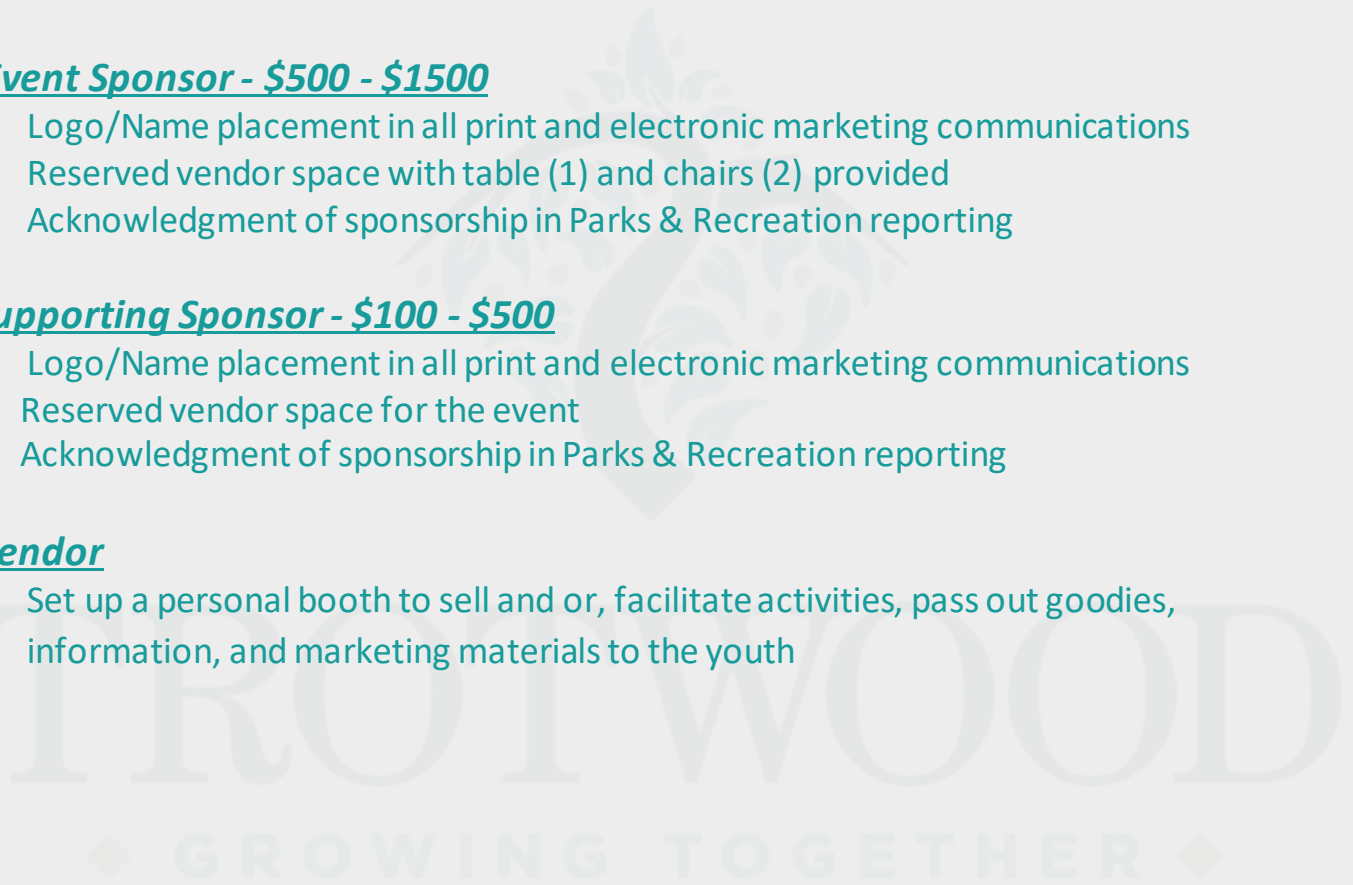 vent Sponsor - $500 - $1500
Logo/Name placement in all print and electronic marketing communications
Reserved vendor space with table (1) and chairs (2) provided
Acknowledgment of sponsorship in Parks & Recreation reporting
upporting Sponsor - $100 - $500
Logo/Name placement in all print and electronic marketing communications
Reserved vendor space for the event
Acknowledgment of sponsorship in Parks & Recreation reporting
endor
Set up a personal booth to sell and or, facilitate activities, pass out goodies,
information, and marketing materials to the youth
TROTWOOD
GROWING TOGETHER